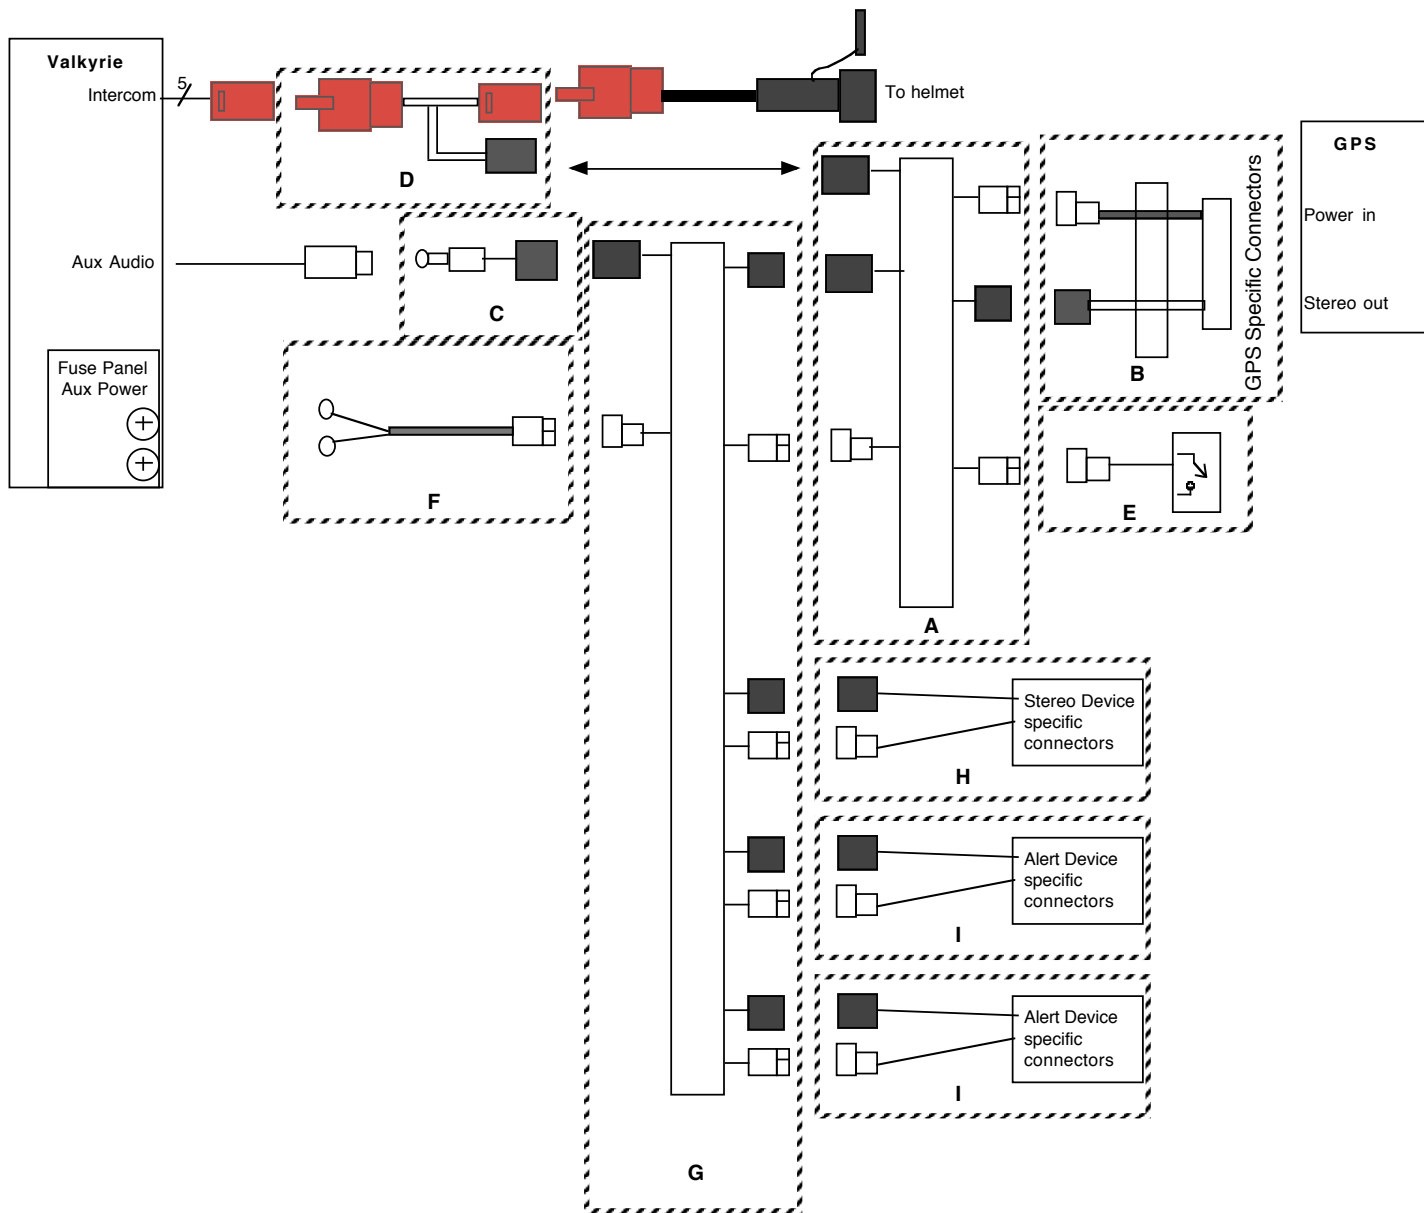 Valkyrie
Intercom
5
To helmet
D
GPS
Power in
Stereo out
GPS Specific Connectors
B
Aux Audio
C
Fuse Panel
Aux Power
F
E
A
Stereo Device
specific
connectors
H
Alert Device
specific
connectors
I
Alert Device
specific
connectors
I
G